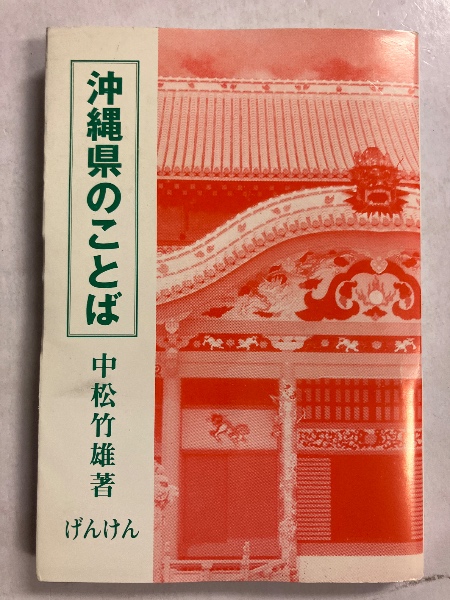 沖縄県のことば
中松竹雄著
げんけん